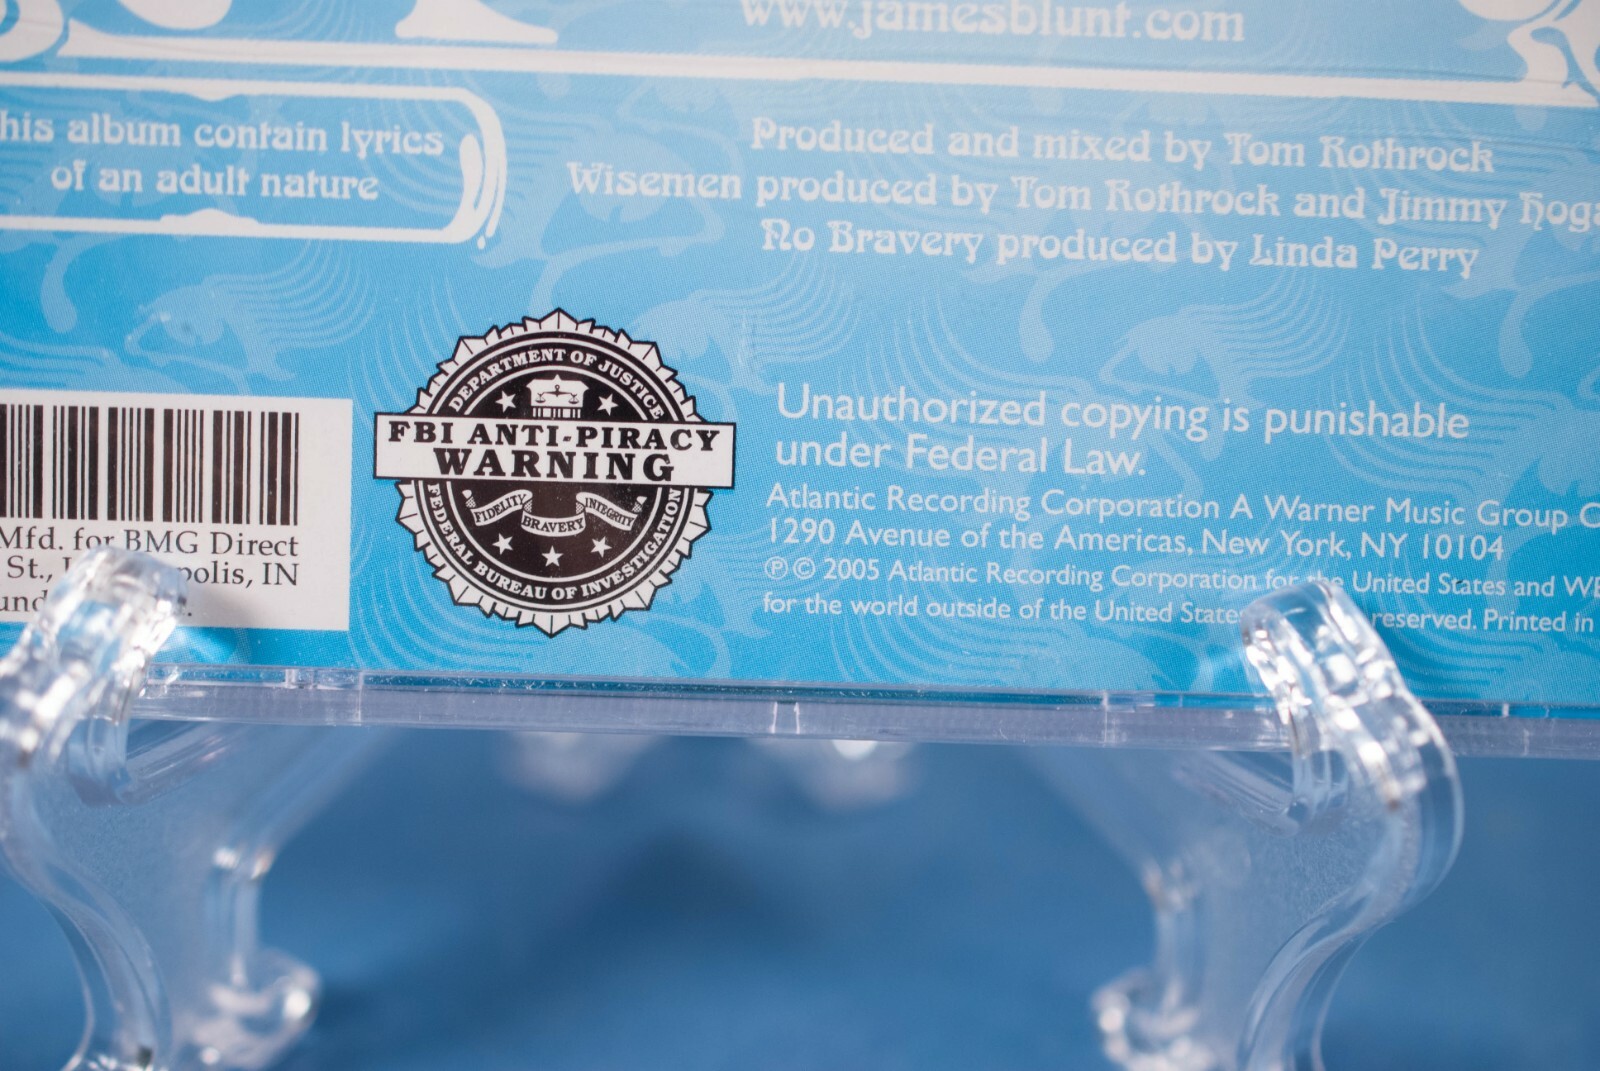 www.jamesblunt.com
his album contain lyrics
of an adult nature
Produced and mixed by Tom Rothrock
Wisemen produced by Tom Rothrock and Jimmy Hoga
No Bravery produced by Linda Perry
DEPARTMENT OF JUSTICE
FBI ANTI-PIRACY
WARNING
FIDELITY
BRAVERY
INTEGRITY
FEDERAL BUREAU OF INVESTIGATION
Unauthorized copying is punishable
under Federal Law.
Atlantic Recording Corporation A Warner Music Group C
1290 Avenue of the Americas, New York, NY 10104
℗ © 2005 Atlantic Recording Corporation for the United States and WE
for the world outside of the United States reserved. Printed in
Mfd. for BMG Direct
St., polis, IN